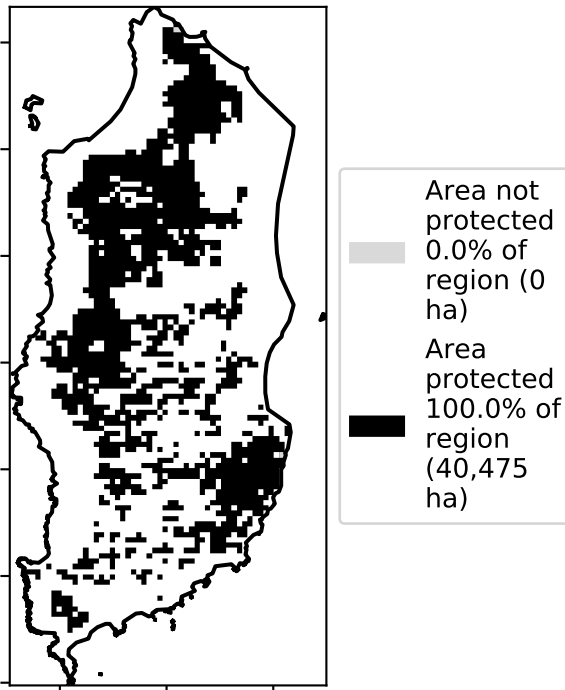 Area not
protected
0.0% of
region (0
ha)
Area
protected
100.0% of
region
(40,475
ha)